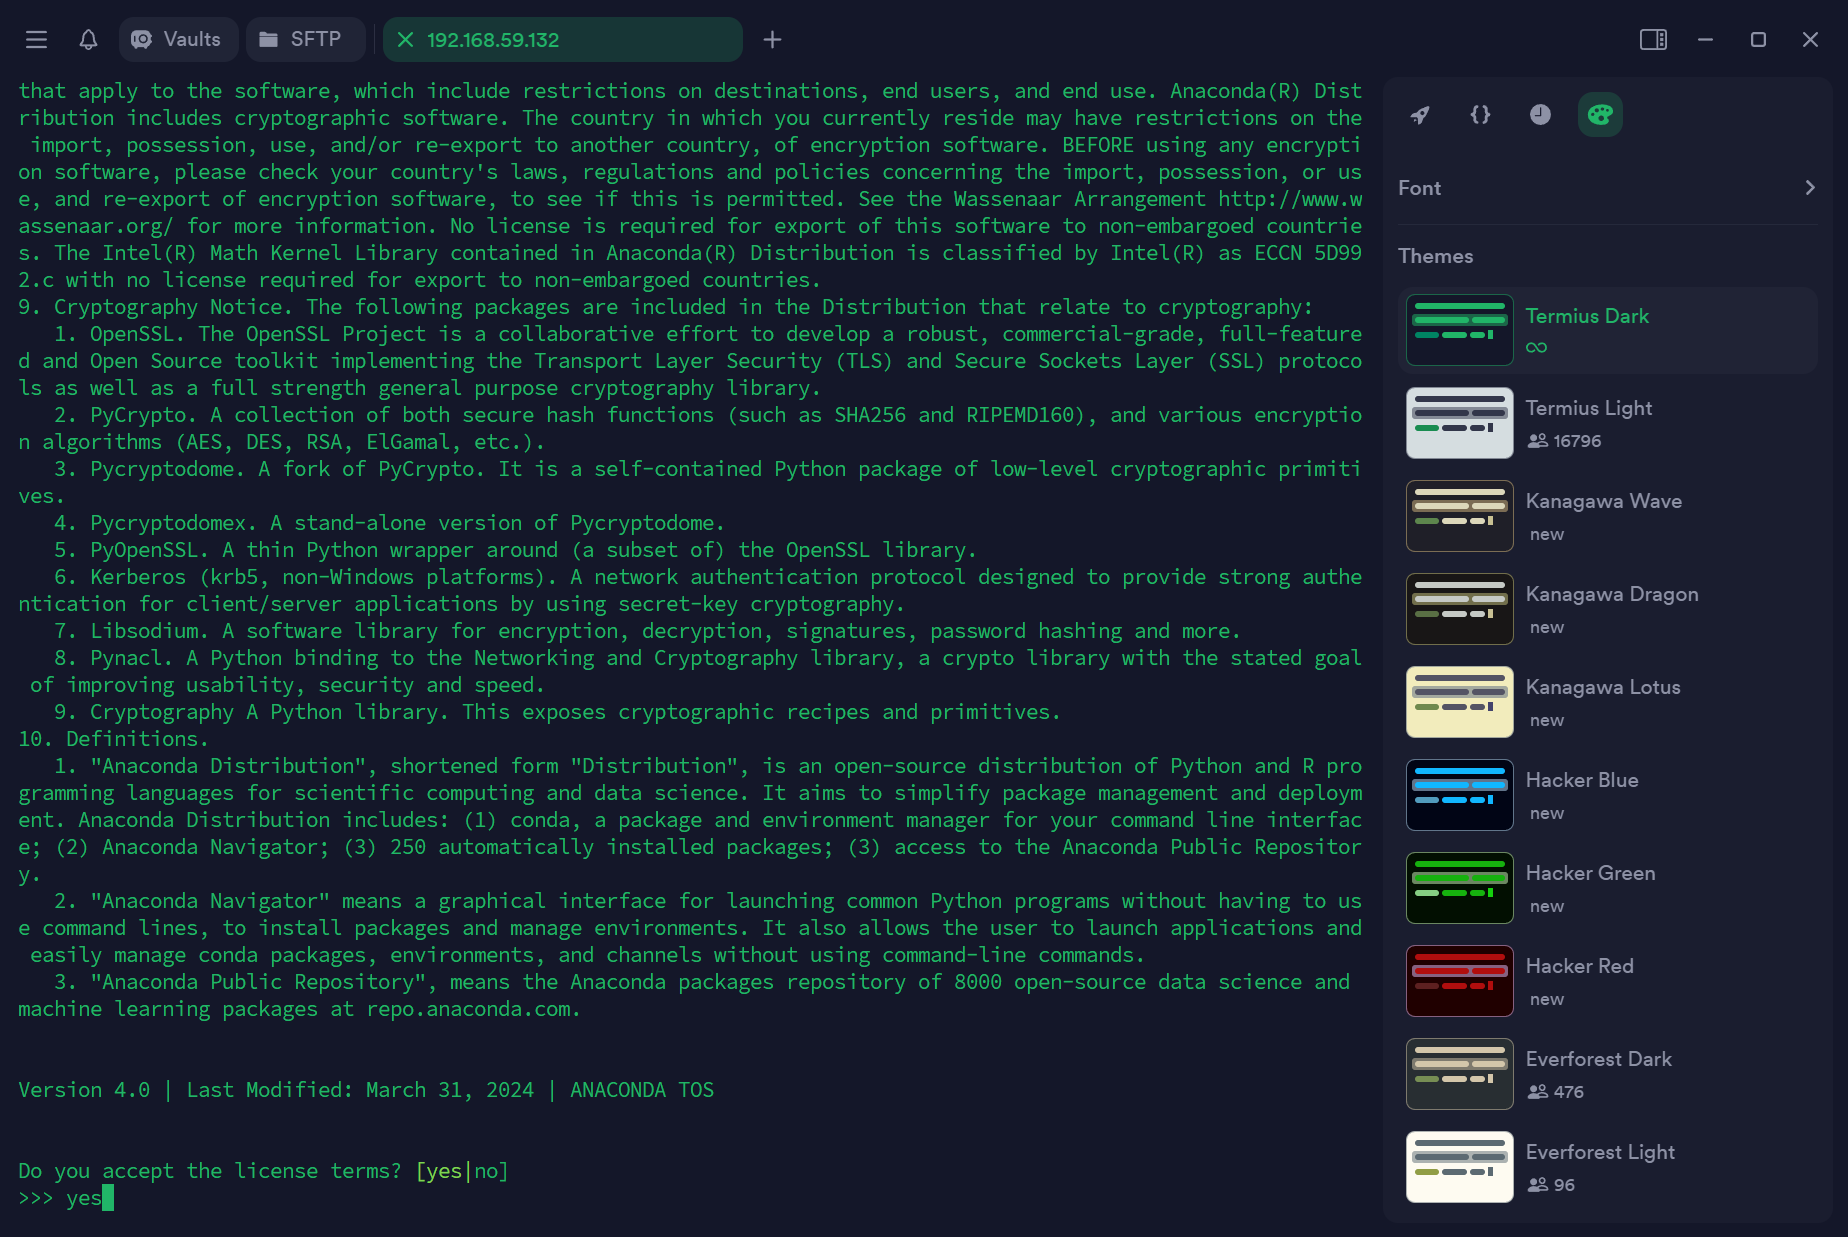 Vaults
SFTP
192.168.59.132
that apply to the software, which include restrictions on destinations, end users, and end use. Anaconda(R) Dist
ribution includes cryptographic software. The country in which you currently reside may have restrictions on the
 import, possession, use, and/or re-export to another country, of encryption software. BEFORE using any encrypti
on software, please check your country's laws, regulations and policies concerning the import, possession, or us
e, and re-export of encryption software, to see if this is permitted. See the Wassenaar Arrangement http://www.w
assenaar.org/ for more information. No license is required for export of this software to non-embargoed countrie
s. The Intel(R) Math Kernel Library contained in Anaconda(R) Distribution is classified by Intel(R) as ECCN 5D99
2.c with no license required for export to non-embargoed countries.
9. Cryptography Notice. The following packages are included in the Distribution that relate to cryptography:
   1. OpenSSL. The OpenSSL Project is a collaborative effort to develop a robust, commercial-grade, full-feature
d and Open Source toolkit implementing the Transport Layer Security (TLS) and Secure Sockets Layer (SSL) protoco
ls as well as a full strength general purpose cryptography library.
   2. PyCrypto. A collection of both secure hash functions (such as SHA256 and RIPEMD160), and various encryptio
n algorithms (AES, DES, RSA, ElGamal, etc.).
   3. Pycryptodome. A fork of PyCrypto. It is a self-contained Python package of low-level cryptographic primiti
ves.
   4. Pycryptodomex. A stand-alone version of Pycryptodome.
   5. PyOpenSSL. A thin Python wrapper around (a subset of) the OpenSSL library.
   6. Kerberos (krb5, non-Windows platforms). A network authentication protocol designed to provide strong authe
ntication for client/server applications by using secret-key cryptography.
   7. Libsodium. A software library for encryption, decryption, signatures, password hashing and more.
   8. Pynacl. A Python binding to the Networking and Cryptography library, a crypto library with the stated goal
 of improving usability, security and speed.
   9. Cryptography A Python library. This exposes cryptographic recipes and primitives.
10. Definitions.
   1. "Anaconda Distribution", shortened form "Distribution", is an open-source distribution of Python and R pro
gramming languages for scientific computing and data science. It aims to simplify package management and deploym
ent. Anaconda Distribution includes: (1) conda, a package and environment manager for your command line interfac
e; (2) Anaconda Navigator; (3) 250 automatically installed packages; (3) access to the Anaconda Public Repositor
y.
   2. "Anaconda Navigator" means a graphical interface for launching common Python programs without having to us
e command lines, to install packages and manage environments. It also allows the user to launch applications and
 easily manage conda packages, environments, and channels without using command-line commands.
   3. "Anaconda Public Repository", means the Anaconda packages repository of 8000 open-source data science and
machine learning packages at repo.anaconda.com.
Version 4.0 | Last Modified: March 31, 2024 | ANACONDA TOS
Do you accept the license terms? [yes|no]
>>> yes
Font
Themes
Termius Dark
Termius Light
16796
Kanagawa Wave
new
Kanagawa Dragon
new
Kanagawa Lotus
new
Hacker Blue
new
Hacker Green
new
Hacker Red
new
Everforest Dark
476
Everforest Light
96